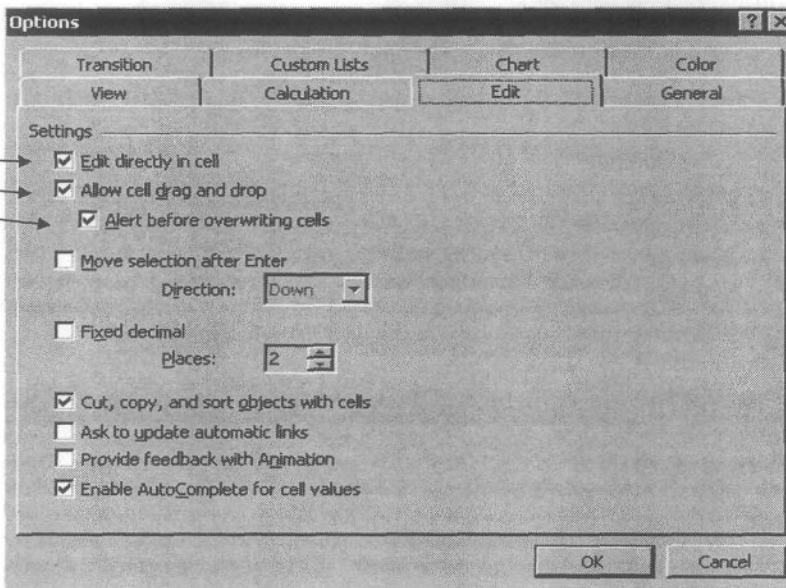 Options
Transition Custom Lists Chart Color
View Calculation Edit General
Settings
Edit directly in cell
Allow cell drag and drop
Alert before overwriting cells
Move selection after Enter
Direction: Down
Fixed decimal
Places: 2
Cut, copy, and sort objects with cells
Ask to update automatic links
Provide feedback with Animation
Enable AutoComplete for cell values
OK Cancel